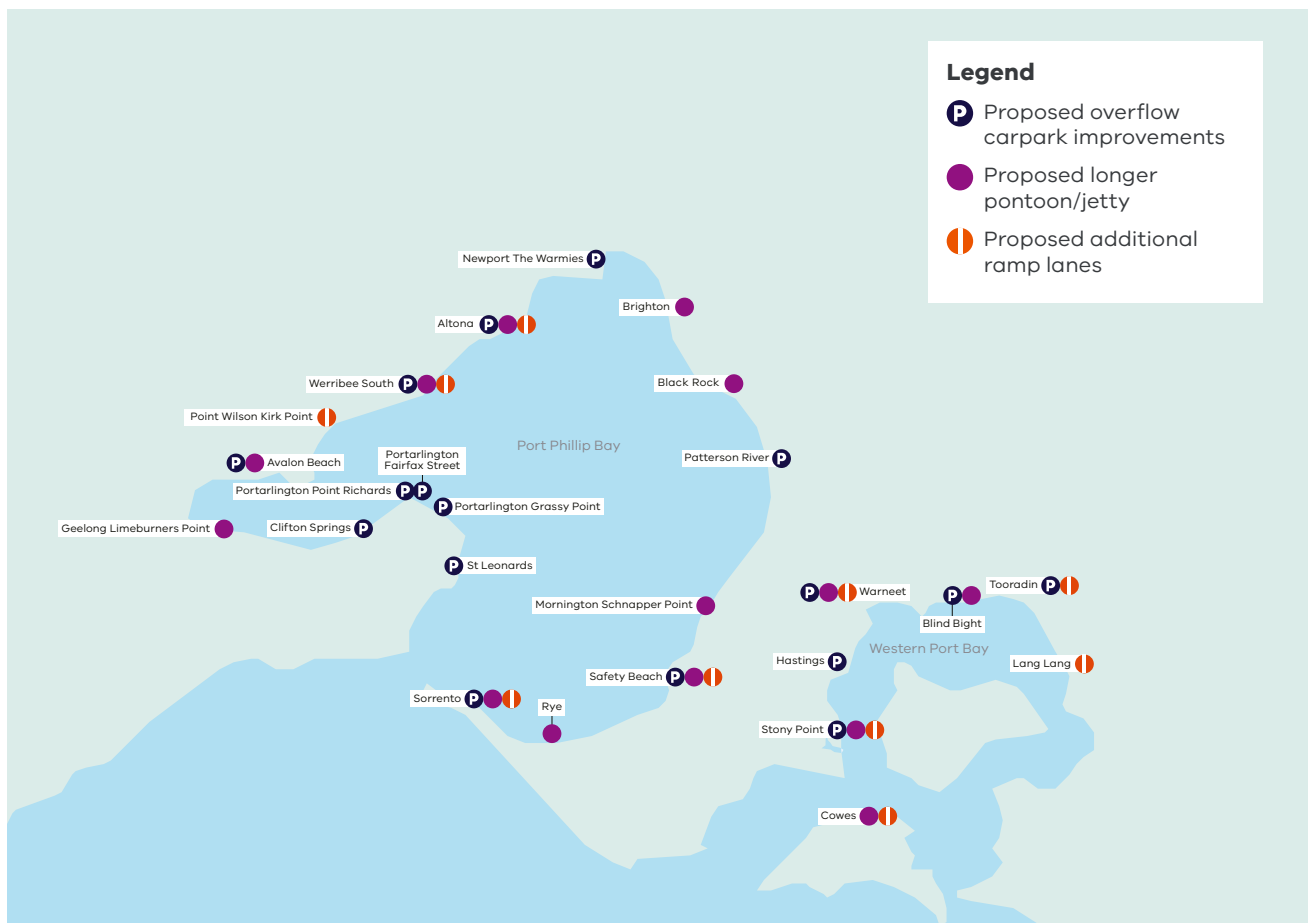 Legend
P Proposed overflow
carpark improvements
Proposed longer
pontoon/jetty
Proposed additional
ramp lanes
Newport The Warmies P
Brighton
Altona P
Werribee South P
Black Rock
Point Wilson Kirk Point
Port Phillip Bay
Portarlington
Fairfax Street
P Avalon Beach
Patterson River P
Portarlington Point Richards P P
P Portarlington Grassy Point
Geelong Limeburners Point
Clifton Springs P
P St Leonards
Mornington Schnapper Point
P Warneet
P
Blind Bight
Tooradin P
Western Port Bay
Hastings P
Lang Lang
Safety Beach P
Sorrento P
Rye
Stony Point P
Cowes